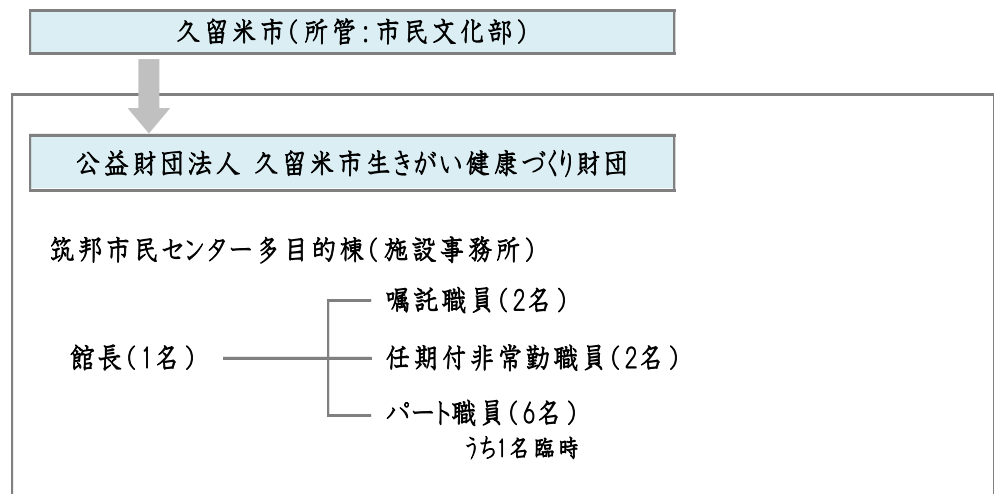 久留米市(所管:市民文化部)
公益財団法人 久留米市生きがい健康づくり財団
筑邦市民センター多目的棟(施設事務所)
嘱託職員(2名)
館長(1名)
任期付非常勤職員(2名)
パート職員(6名)
うち1名臨時